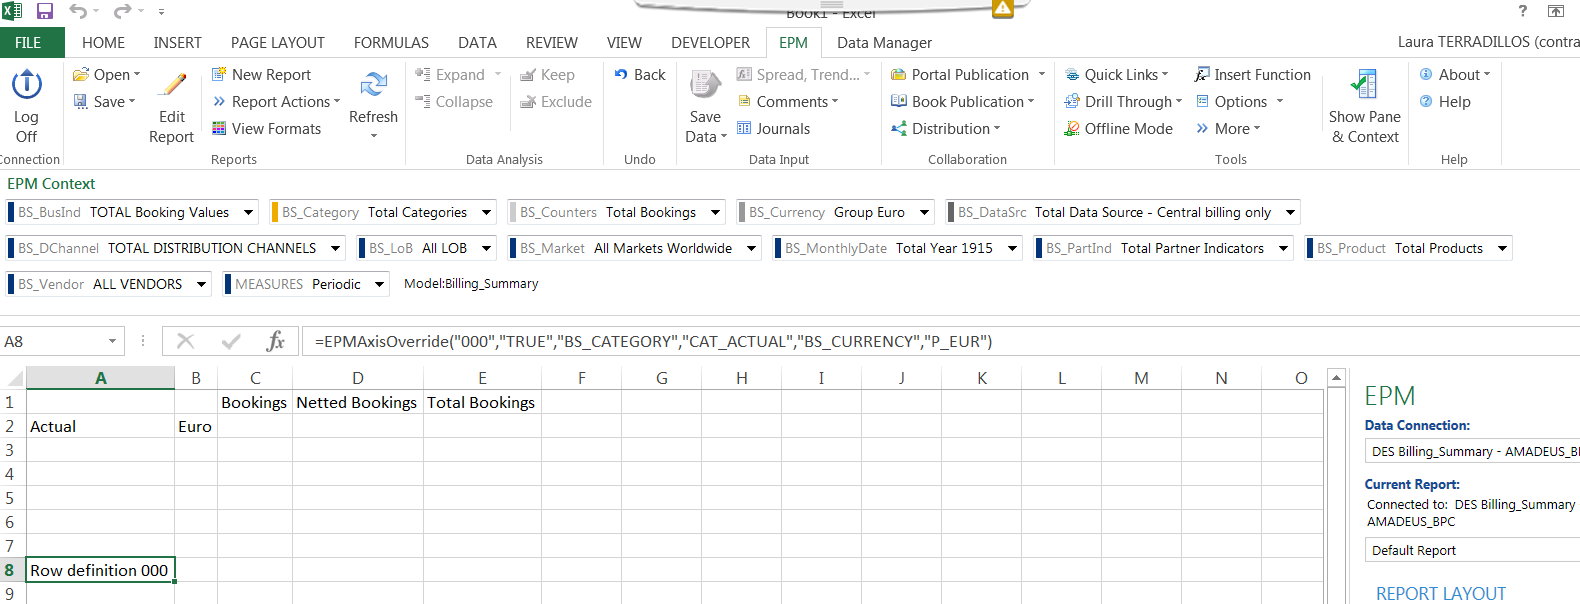 Book1 - Excel
?
FILE HOME INSERT PAGE LAYOUT FORMULAS DATA REVIEW VIEW DEVELOPER EPM Data Manager
Laura TERRADILLOS (contra
Log Off
Connection
Open
Save
Edit Report
New Report
Report Actions
View Formats
Refresh
Reports
Expand
Collapse
Keep
Exclude
Data Analysis
Back
Undo
Save Data
Spread, Trend...
Comments
Journals
Data Input
Portal Publication
Book Publication
Distribution
Collaboration
Quick Links
Drill Through
Offline Mode
Insert Function
Options
More
Tools
Show Pane & Context
About
Help
Help
EPM Context
BS_BusInd TOTAL Booking Values BS_Category Total Categories BS_Counters Total Bookings BS_Currency Group Euro BS_DataSrc Total Data Source - Central billing only
BS_DChannel TOTAL DISTRIBUTION CHANNELS BS_LoB All LOB BS_Market All Markets Worldwide BS_MonthlyDate Total Year 1915 BS_PartInd Total Partner Indicators BS_Product Total Products
BS_Vendor ALL VENDORS MEASURES Periodic Model:Billing_Summary
A8 fx =EPMAxisOverride("000","TRUE","BS_CATEGORY","CAT_ACTUAL","BS_CURRENCY","P_EUR")
A B C D E F G H I J K L M N O
1 Bookings Netted Bookings Total Bookings
2 Actual Euro
3
4
5
6
7
8 Row definition 000
9
EPM
Data Connection:
DES Billing_Summary - AMADEUS_B
Current Report:
Connected to: DES Billing_Summary
AMADEUS_BPC
Default Report
REPORT LAYOUT